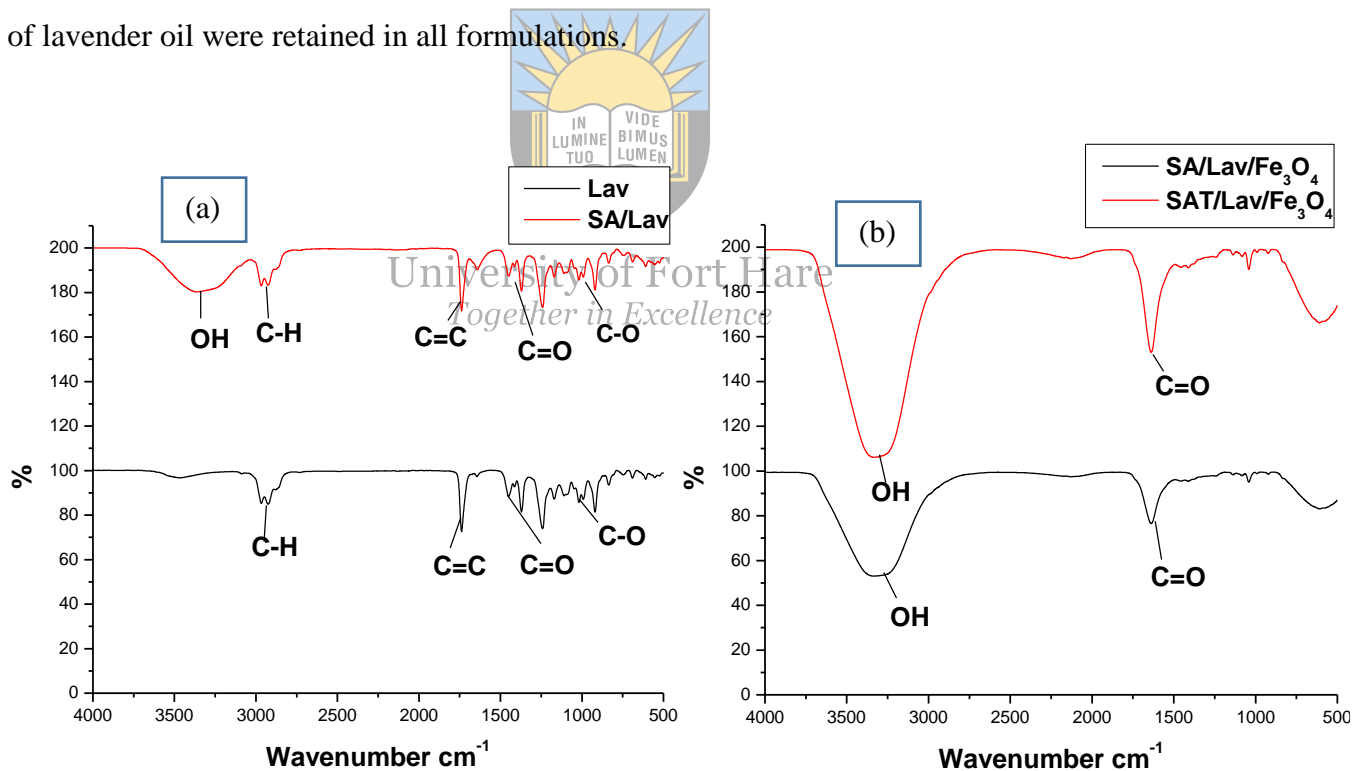 of lavender oil were retained in all formulations.
IN LUMINE TUO
VIDE BIMUS LUMEN
University of Fort Hare
Together in Excellence
(a)
Lav
SA/Lav
200
180
160
140
120
100
80
60
40
20
0
%
OH
C-H
C=C
C=O
C-O
C-H
C=C
C=O
C-O
4000 3500 3000 2500 2000 1500 1000 500
Wavenumber cm⁻¹
(b)
SA/Lav/Fe₃O₄
SAT/Lav/Fe₃O₄
200
180
160
140
120
100
80
60
40
20
0
%
OH
C=O
OH
C=O
4000 3500 3000 2500 2000 1500 1000 500
Wavenumber cm⁻¹